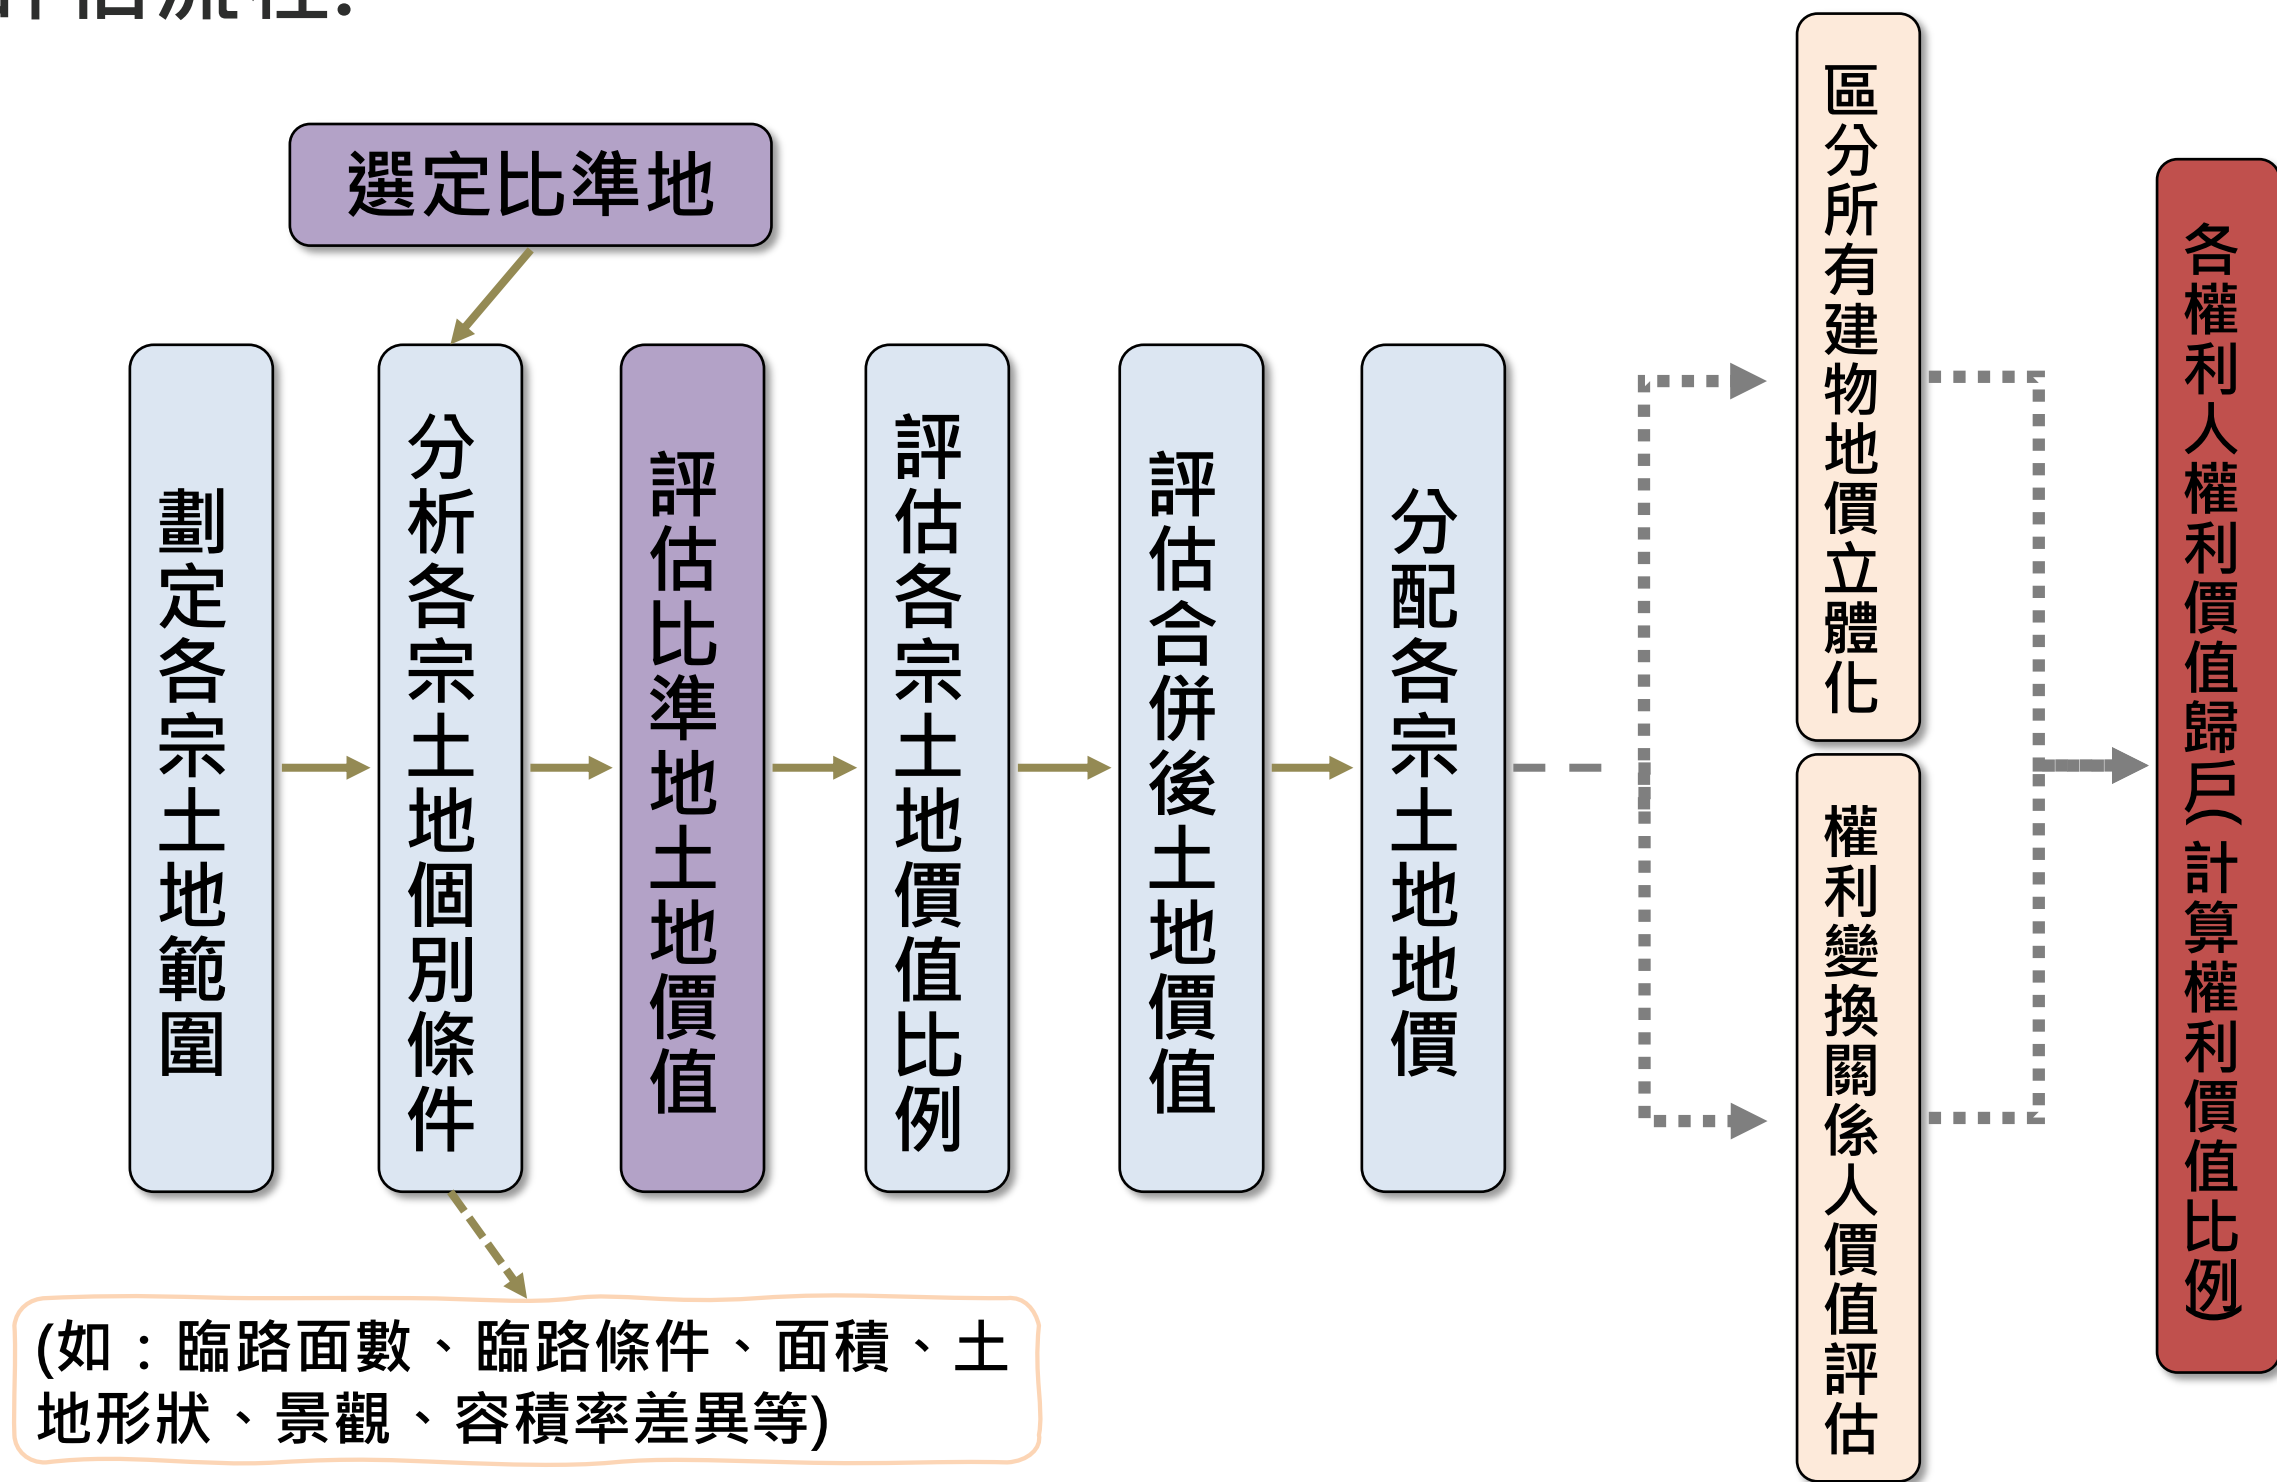 評估流程:
選定比準地
劃定各宗土地範圍
分析各宗土地個別條件
評估比準地土地價值
評估各宗土地價值比例
評估合併後土地價值
分配各宗土地地價
區分所有建物地價立體化
權利變換關係人價值評估
各權利人權利價值歸戶(計算權利價值比例)
(如：臨路面數、臨路條件、面積、土
地形狀、景觀、容積率差異等)